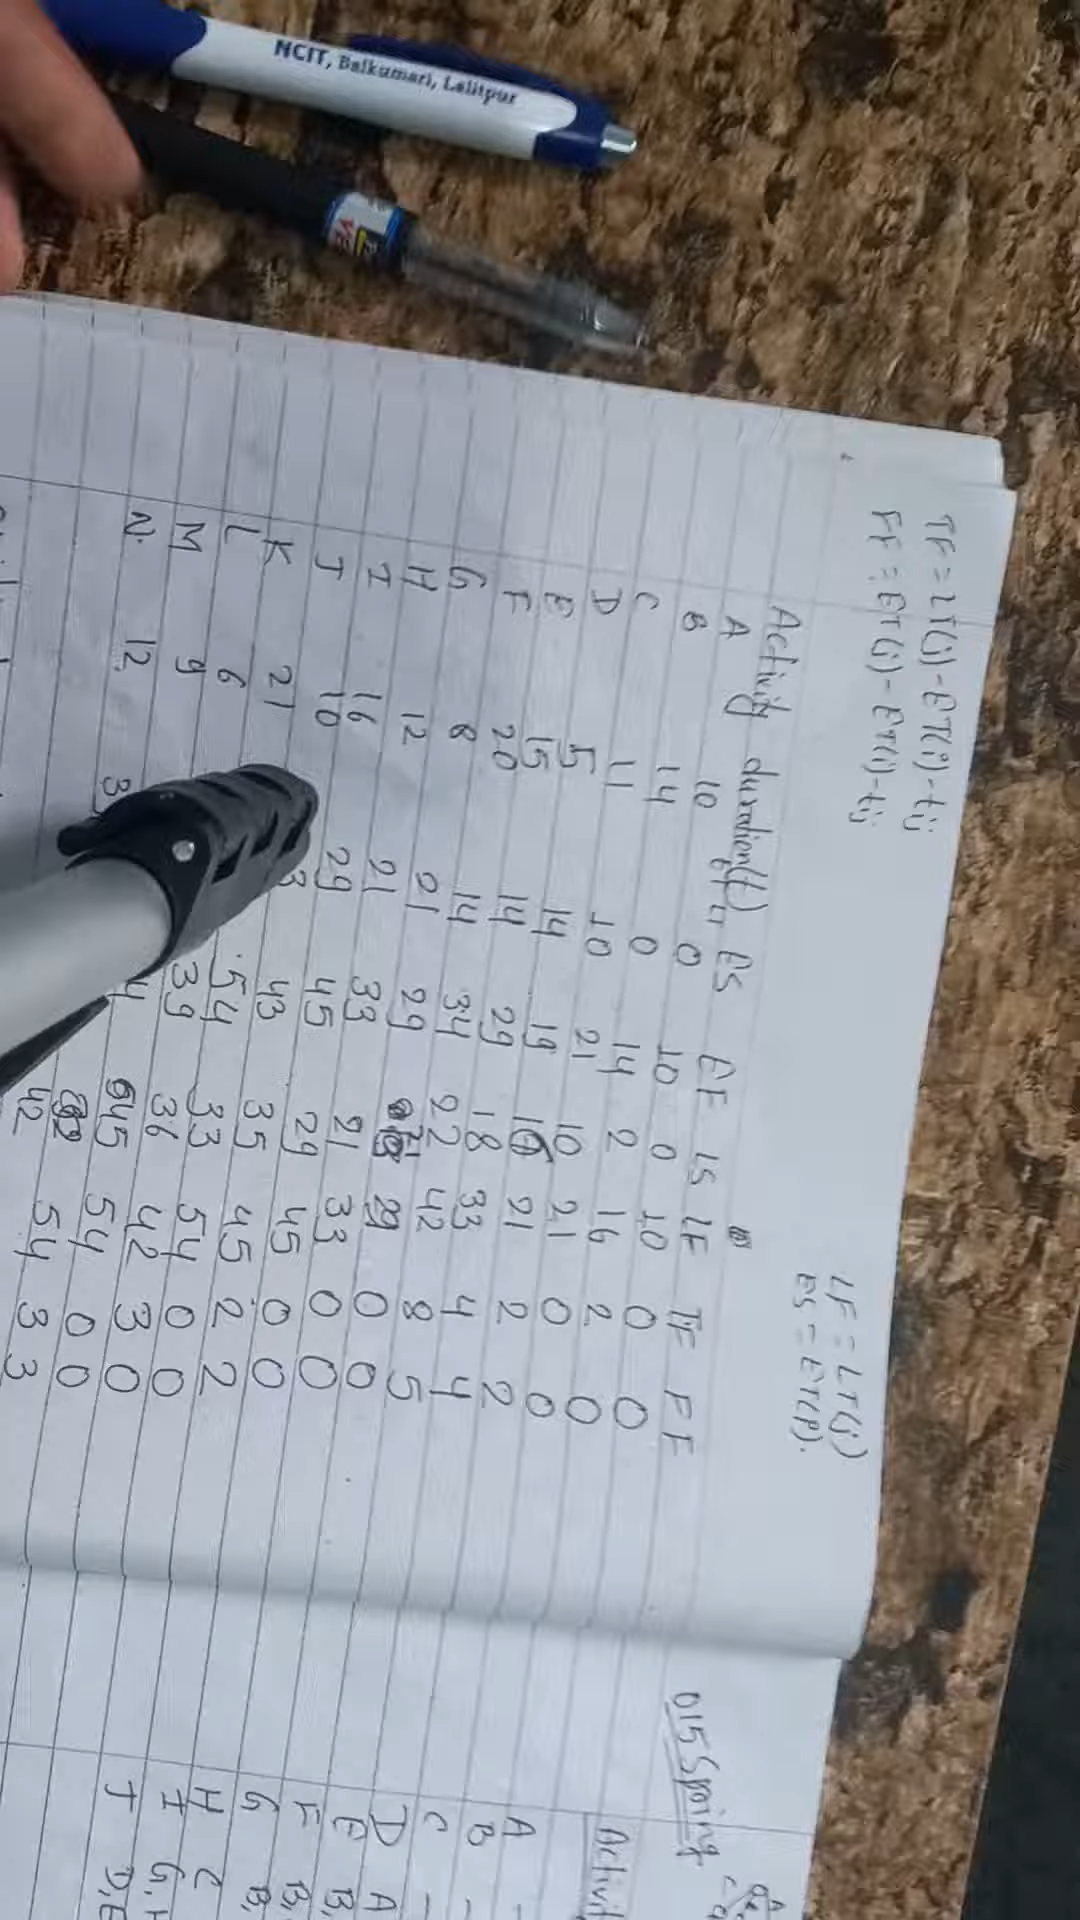 NCIT, Balkumari, Lalitpur
TF = LT(j) - ET(i) - tij
FF = ET(j) - ET(i) - tij
LF = LT(j)
ES = ET(i).
Activity duration(t) ES EF LS LF TF FF
A 10 0 10 0 10 0 0
B 14 0 14 2 16 2 0
C 11 10 21 10 21 0 0
D 5 14 19 16 21 2 2
E 15 14 29 18 33 4 4
F 20 14 34 22 42 8 5
G 8 21 29 21 29 0 0
H 12 21 33 21 33 0 0
I 16 29 45 29 45 0 0
J 10 43 35 45 2 2
K 21 54 33 54 0 0
L 6 39 36 42 3 0
M 9 45 54 0 0
N. 12 42 54 3 3
015 Spring
Activit
A -
B -
C -
D A
E B,
F B,
G B,
H C
I G,H
J D,E